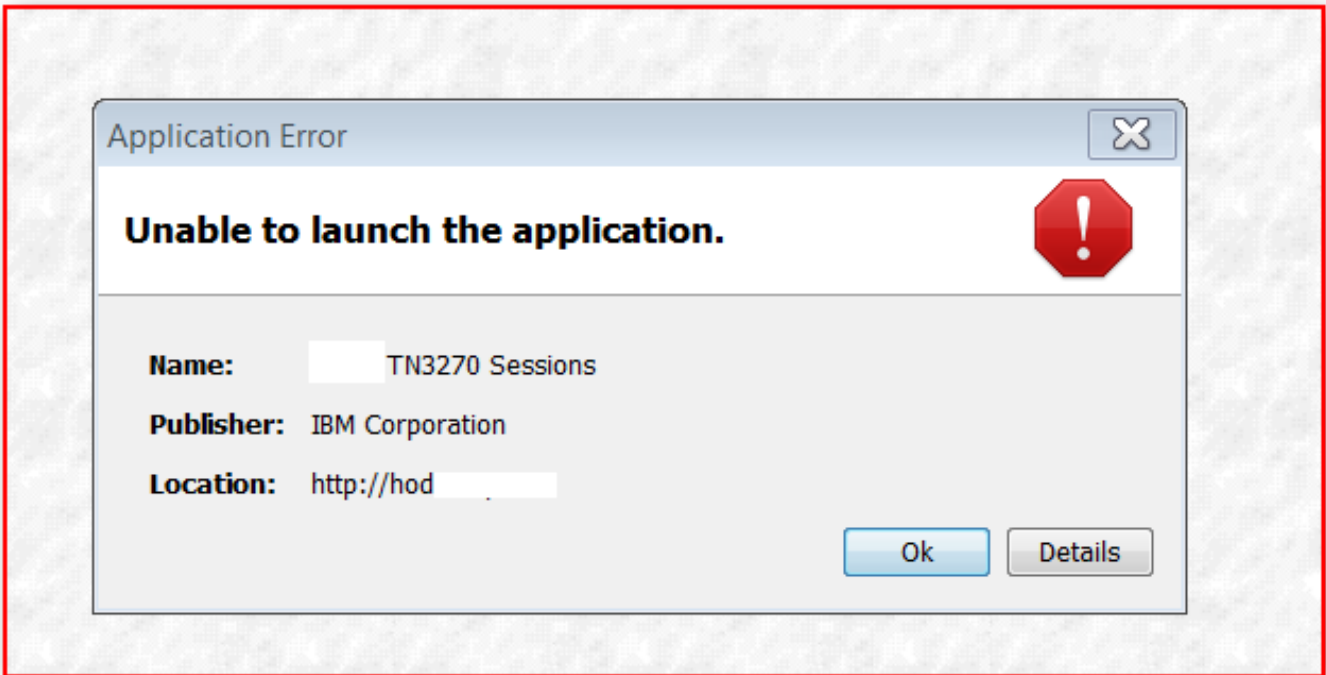 Application Error
Unable to launch the application.
Name: TN3270 Sessions
Publisher: IBM Corporation
Location: http://hod
Ok Details